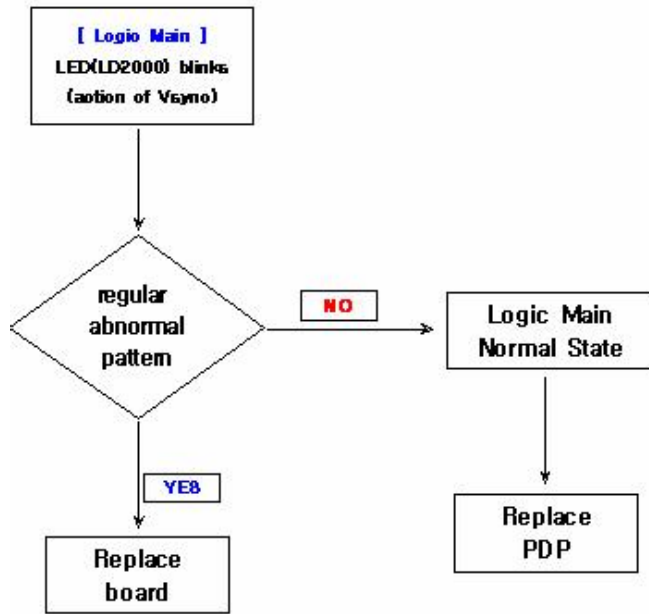 [ Logic Main ]
LED(LD2000) blinks
(action of Vsync)
regular
abnormal
pattern
NO
Logic Main
Normal State
YES
Replace
board
Replace
PDP